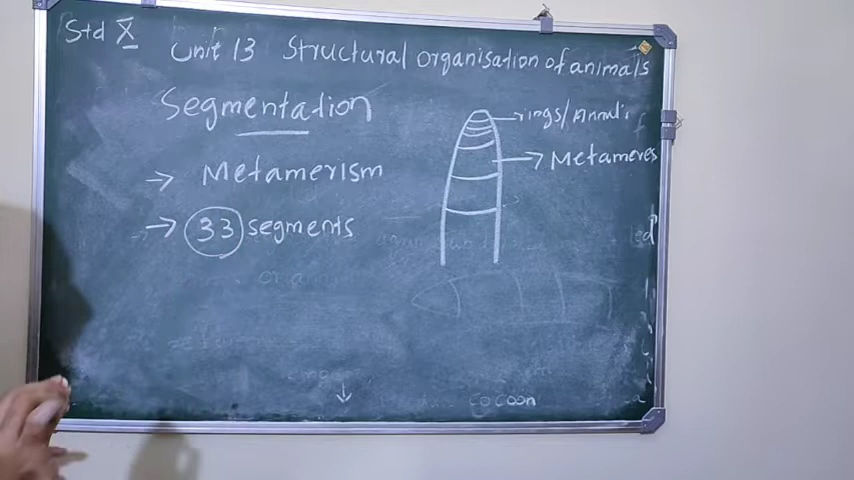 Std X
Unit 13 Structural organisation of animals
Segmentation
→ Metamerism
→ 33 segments
→ rings/Annuli
→ Metameres
cocoon